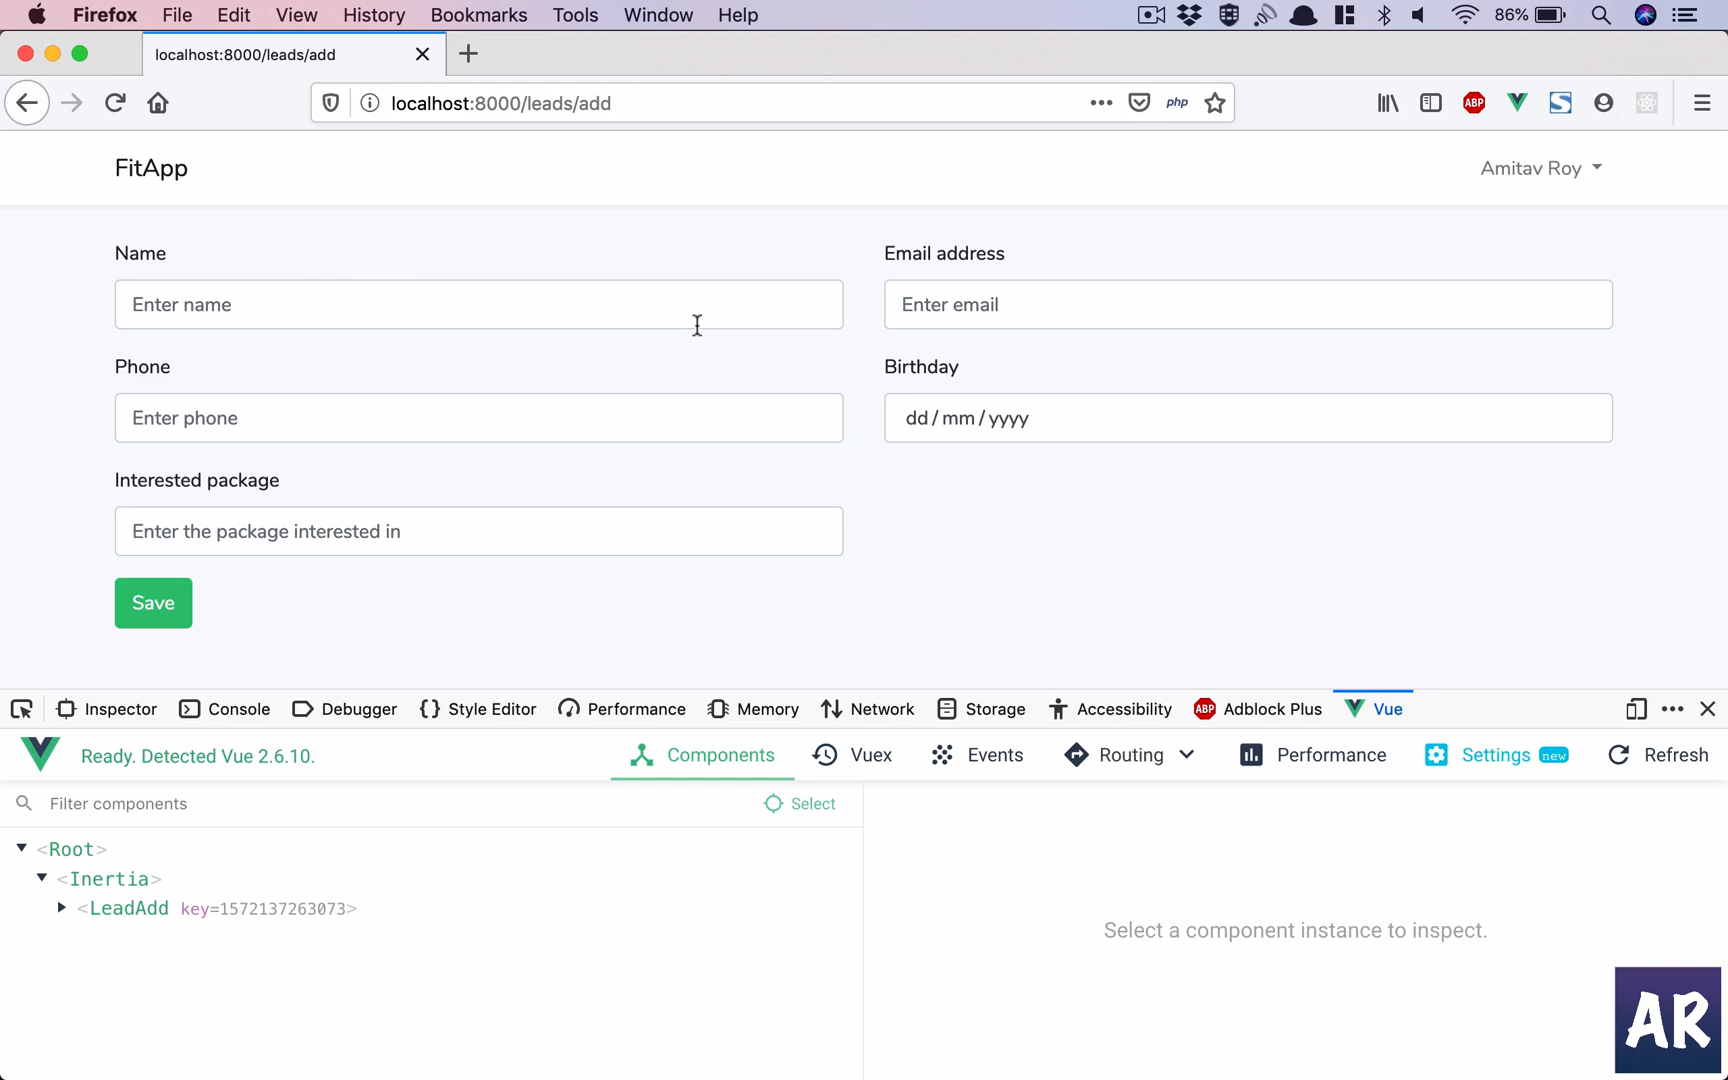 Firefox File Edit View History Bookmarks Tools Window Help 86%
localhost:8000/leads/add
localhost:8000/leads/add php ABP
FitApp Amitav Roy
Name Email address
Enter name Enter email
Phone Birthday
Enter phone dd / mm / yyyy
Interested package
Enter the package interested in
Save
Inspector Console Debugger {} Style Editor Performance Memory Network Storage Accessibility ABP Adblock Plus Vue
Ready. Detected Vue 2.6.10. Components Vuex Events Routing Performance Settings new Refresh
Filter components Select
<Root>
<Inertia>
<LeadAdd key=1572137263073>
Select a component instance to inspect.
AR